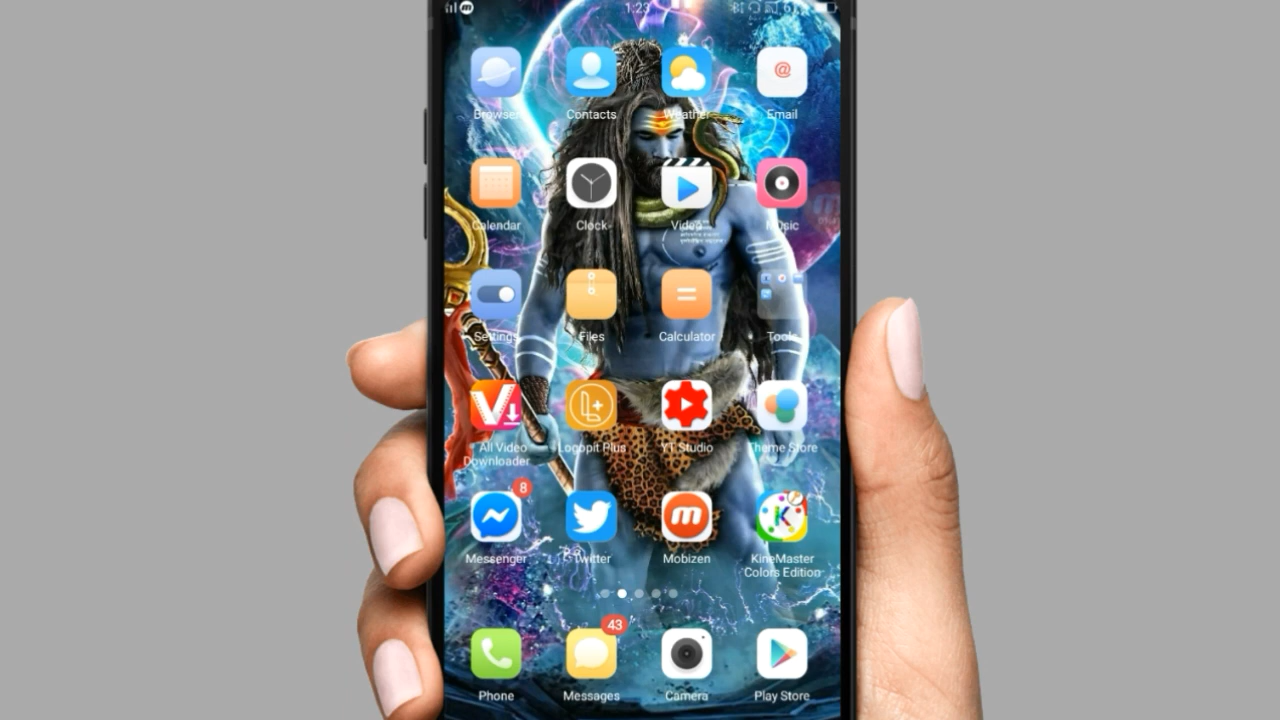 1:23
Browser
Contacts
Weather
@
Email
Calendar
Clock
Video
Music
Settings
Files
Calculator
Tools
All Video
Downloader
Logopit Plus
YT Studio
Theme Store
8
Messenger
Twitter
Mobizen
K
KineMaster
Colors Edition
43
Phone
Messages
Camera
Play Store